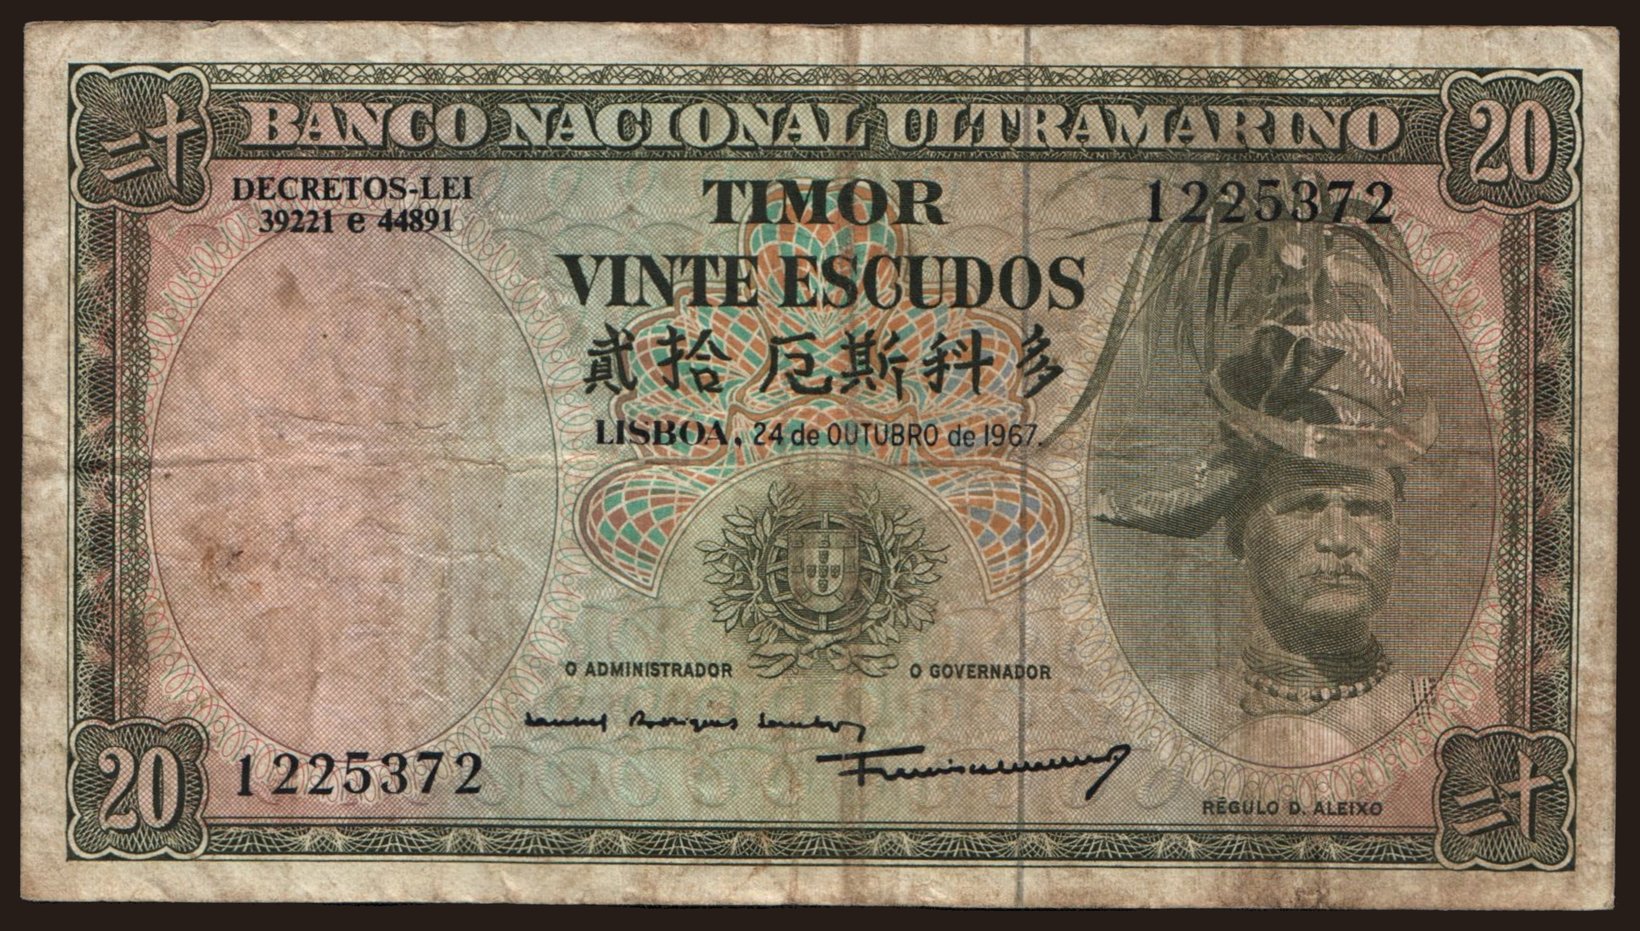 二十
BANCO NACIONAL ULTRAMARINO
20
DECRETOS-LEI
39221 e 44891
TIMOR
1225372
VINTE ESCUDOS
貳拾厄斯科多
LISBOA, 24 de OUTUBRO de 1967.
O ADMINISTRADOR
O GOVERNADOR
20
1225372
RÉGULO D. ALEIXO
二十